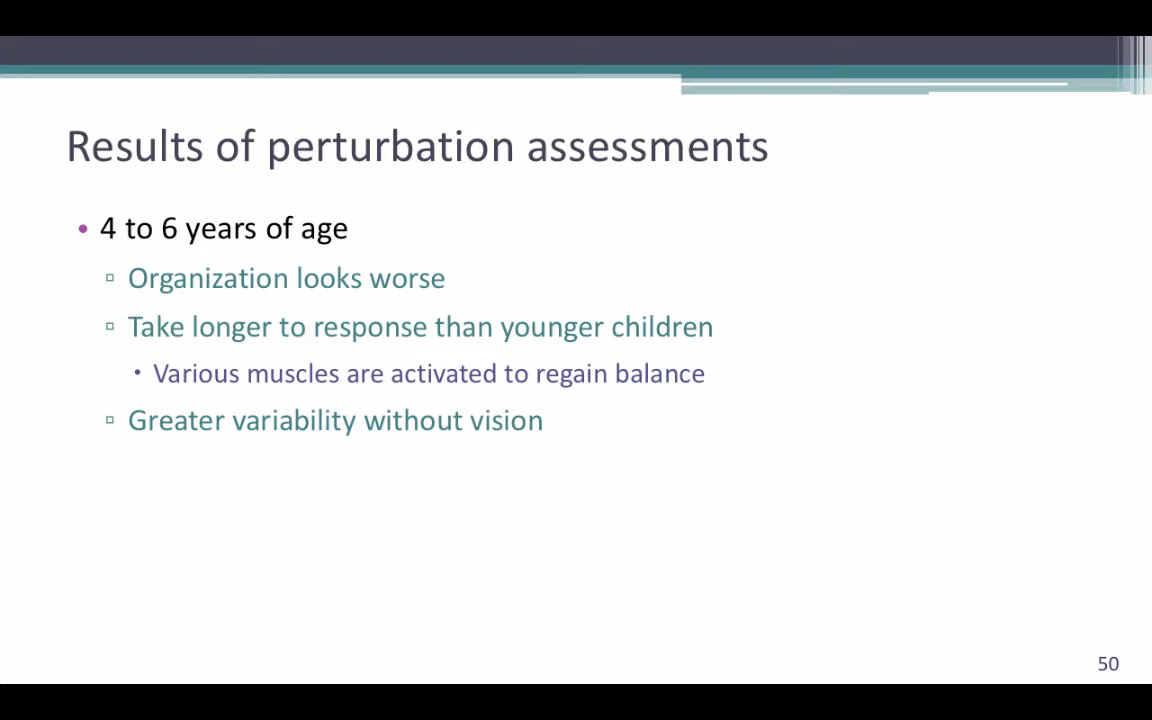 Results of perturbation assessments
• 4 to 6 years of age
▫ Organization looks worse
▫ Take longer to response than younger children
• Various muscles are activated to regain balance
▫ Greater variability without vision
50